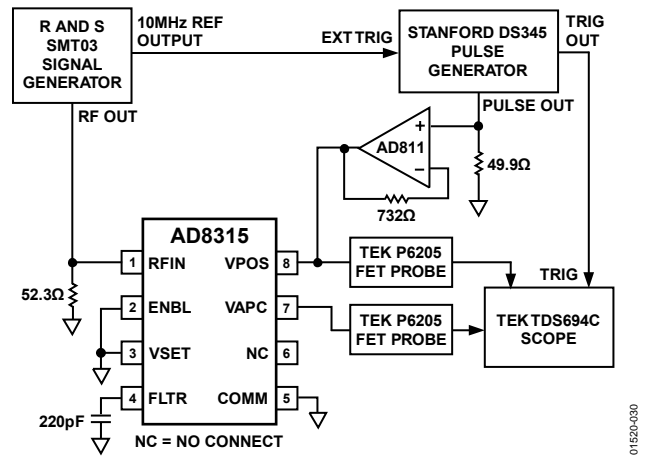 R AND S
SMT03
SIGNAL
GENERATOR
10MHz REF
OUTPUT
EXT TRIG
STANFORD DS345
PULSE
GENERATOR
TRIG
OUT
RF OUT
PULSE OUT
+
AD811
–
49.9Ω
732Ω
AD8315
1 RFIN
VPOS 8
TEK P6205
FET PROBE
TRIG
52.3Ω
2 ENBL
VAPC 7
TEK P6205
FET PROBE
TEK TDS694C
SCOPE
3 VSET
NC 6
4 FLTR
COMM 5
220pF
NC = NO CONNECT
01520-030